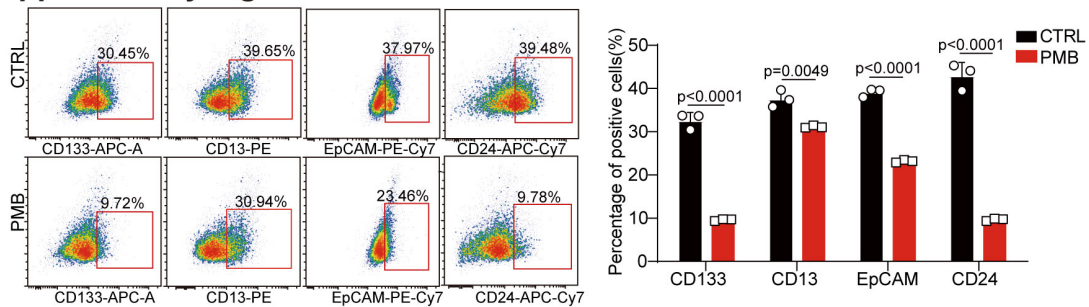 CTRL
30.45%
39.65%
37.97%
39.48%
CD133-APC-A
CD13-PE
EpCAM-PE-Cy7
CD24-APC-Cy7
PMB
9.72%
30.94%
23.46%
9.78%
CD133-APC-A
CD13-PE
EpCAM-PE-Cy7
CD24-APC-Cy7
Percentage of positive cells(%)
50
40
30
20
10
0
p<0.0001
p=0.0049
p<0.0001
p<0.0001
CTRL
PMB
CD133
CD13
EpCAM
CD24